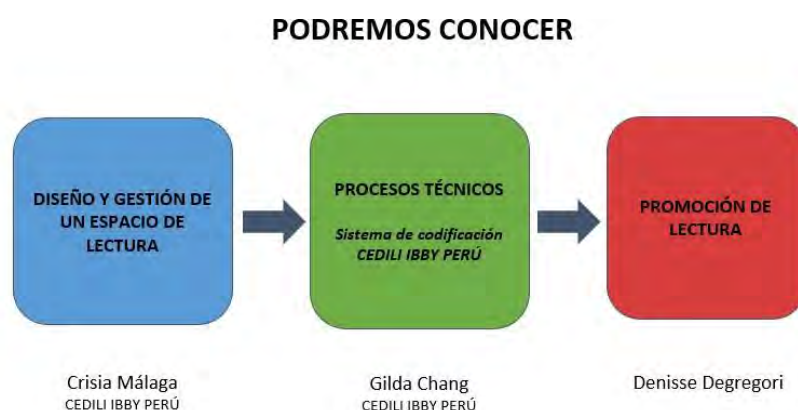 PODREMOS CONOCER
DISEÑO Y GESTIÓN DE
UN ESPACIO DE
LECTURA
PROCESOS TÉCNICOS
Sistema de codificación
CEDILI IBBY PERÚ
PROMOCIÓN DE
LECTURA
Crisia Málaga
CEDILI IBBY PERÚ
Gilda Chang
CEDILI IBBY PERÚ
Denisse Degregori